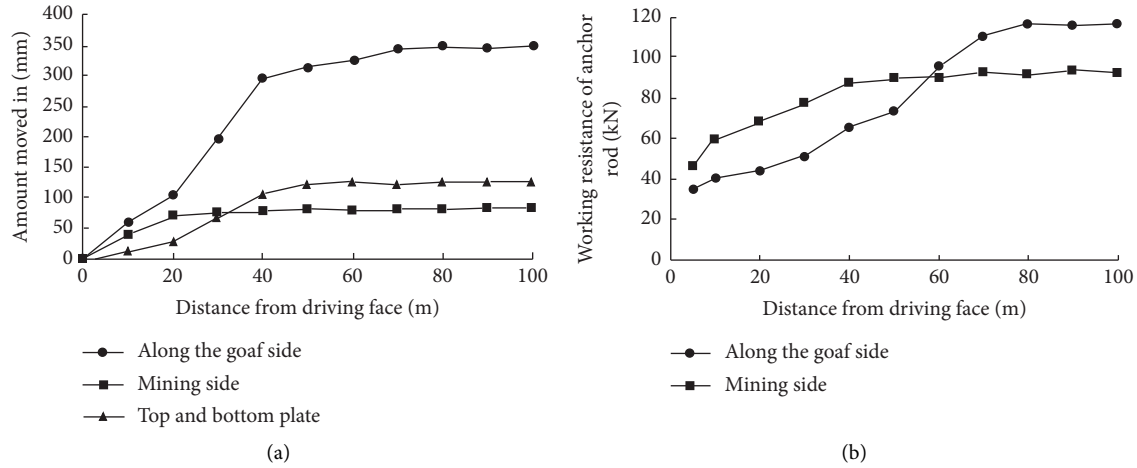 Amount moved in (mm)
400
350
300
250
200
150
100
50
0
0 20 40 60 80 100
Distance from driving face (m)
Along the goaf side
Mining side
Top and bottom plate
(a)
Working resistance of anchor
rod (kN)
120
100
80
60
40
20
0
0 20 40 60 80 100
Distance from driving face (m)
Along the goaf side
Mining side
(b)